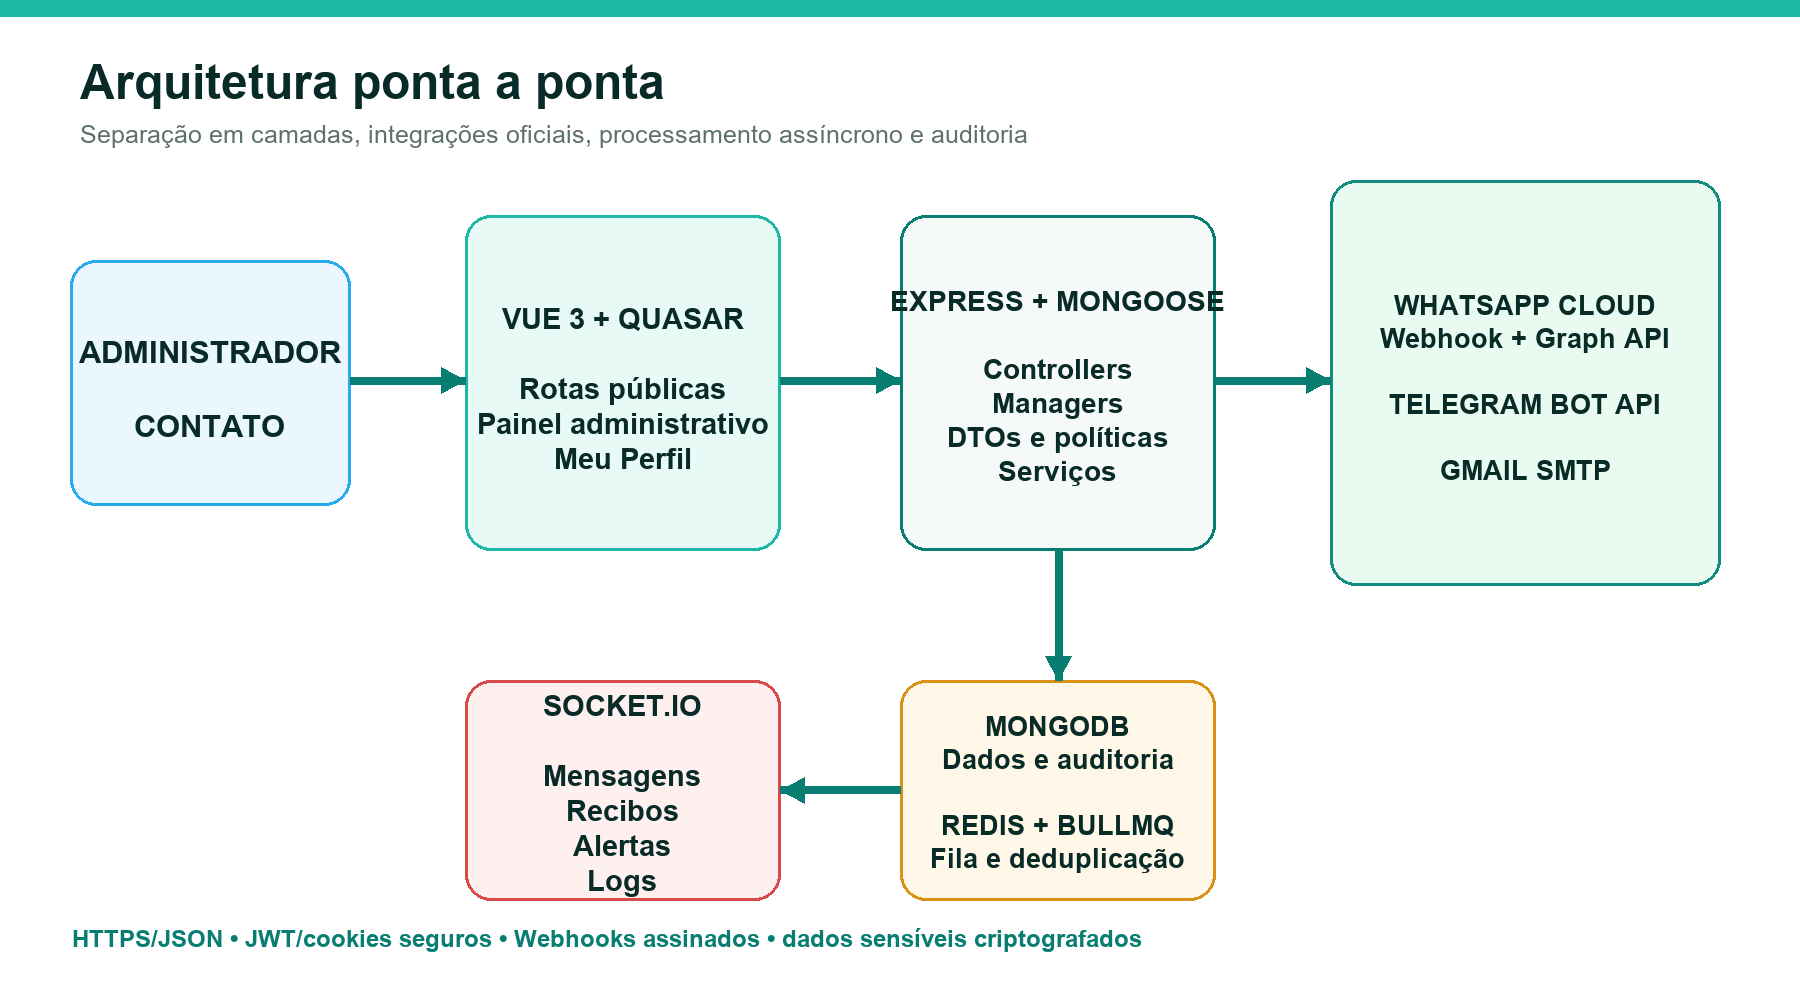 Arquitetura ponta a ponta
Separação em camadas, integrações oficiais, processamento assíncrono e auditoria
ADMINISTRADOR
CONTATO
VUE 3 + QUASAR
Rotas públicas
Painel administrativo
Meu Perfil
EXPRESS + MONGOOSE
Controllers
Managers
DTOs e políticas
Serviços
WHATSAPP CLOUD
Webhook + Graph API
TELEGRAM BOT API
GMAIL SMTP
SOCKET.IO
Mensagens
Recibos
Alertas
Logs
MONGODB
Dados e auditoria
REDIS + BULLMQ
Fila e deduplicação
HTTPS/JSON • JWT/cookies seguros • Webhooks assinados • dados sensíveis criptografados